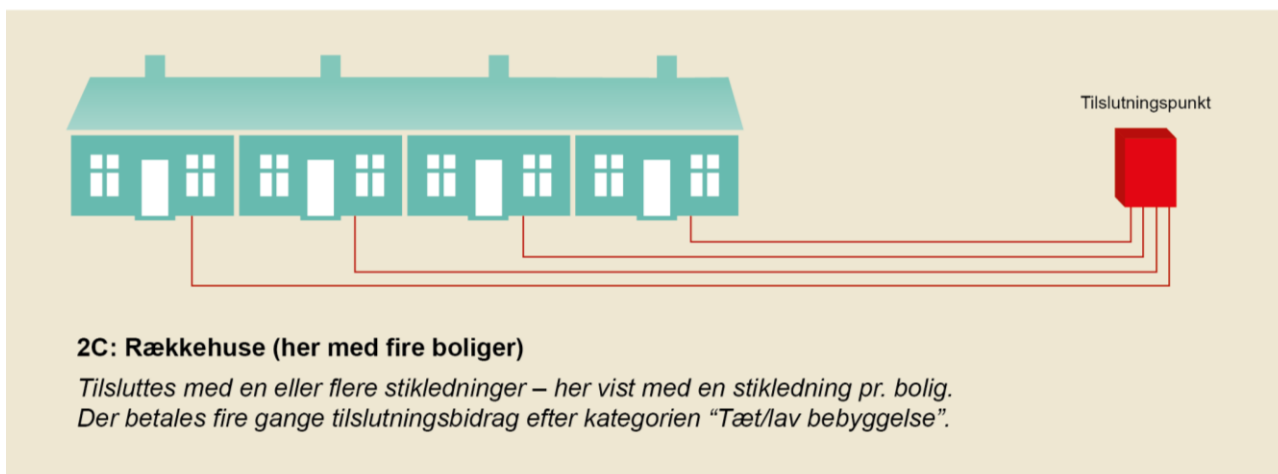 Tilslutningspunkt
2C: Rækkehuse (her med fire boliger)
Tilsluttes med en eller flere stikledninger – her vist med en stikledning pr. bolig.
Der betales fire gange tilslutningsbidrag efter kategorien “Tæt/lav bebyggelse”.